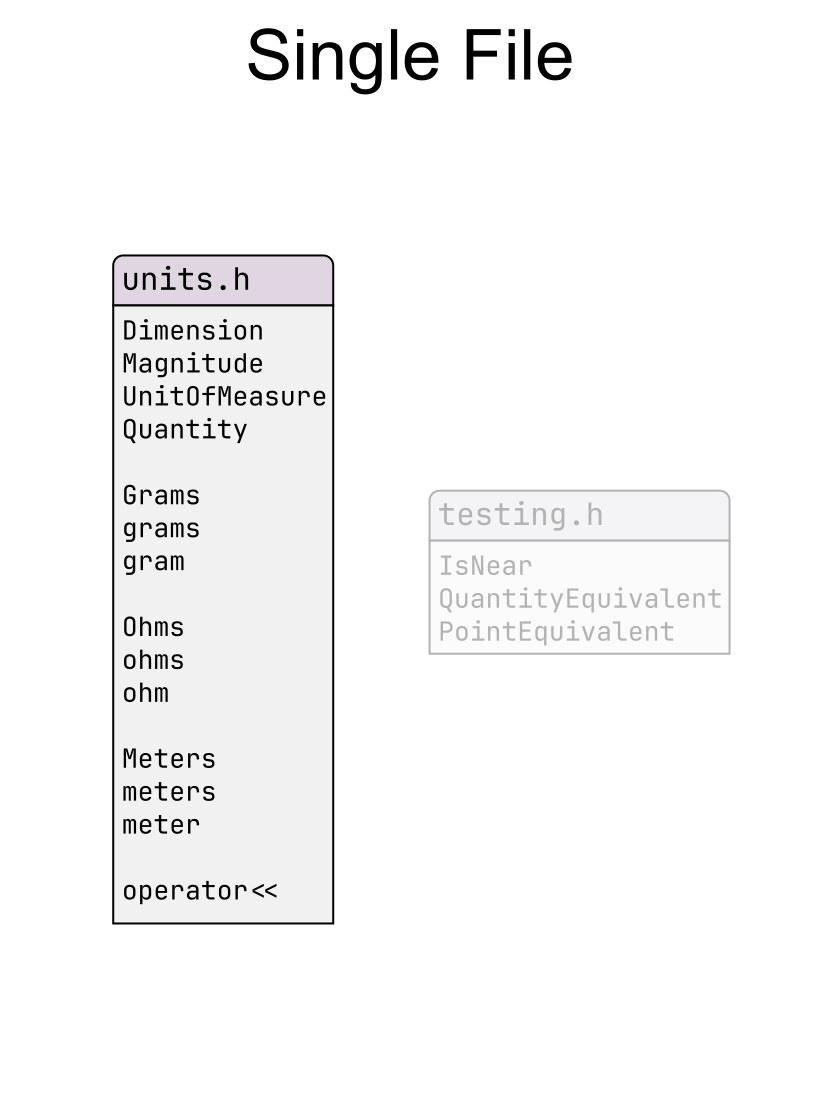 Single File
units.h
Dimension
Magnitude
UnitOfMeasure
Quantity
Grams
grams
gram
Ohms
ohms
ohm
Meters
meters
meter
operator<<
testing.h
IsNear
QuantityEquivalent
PointEquivalent